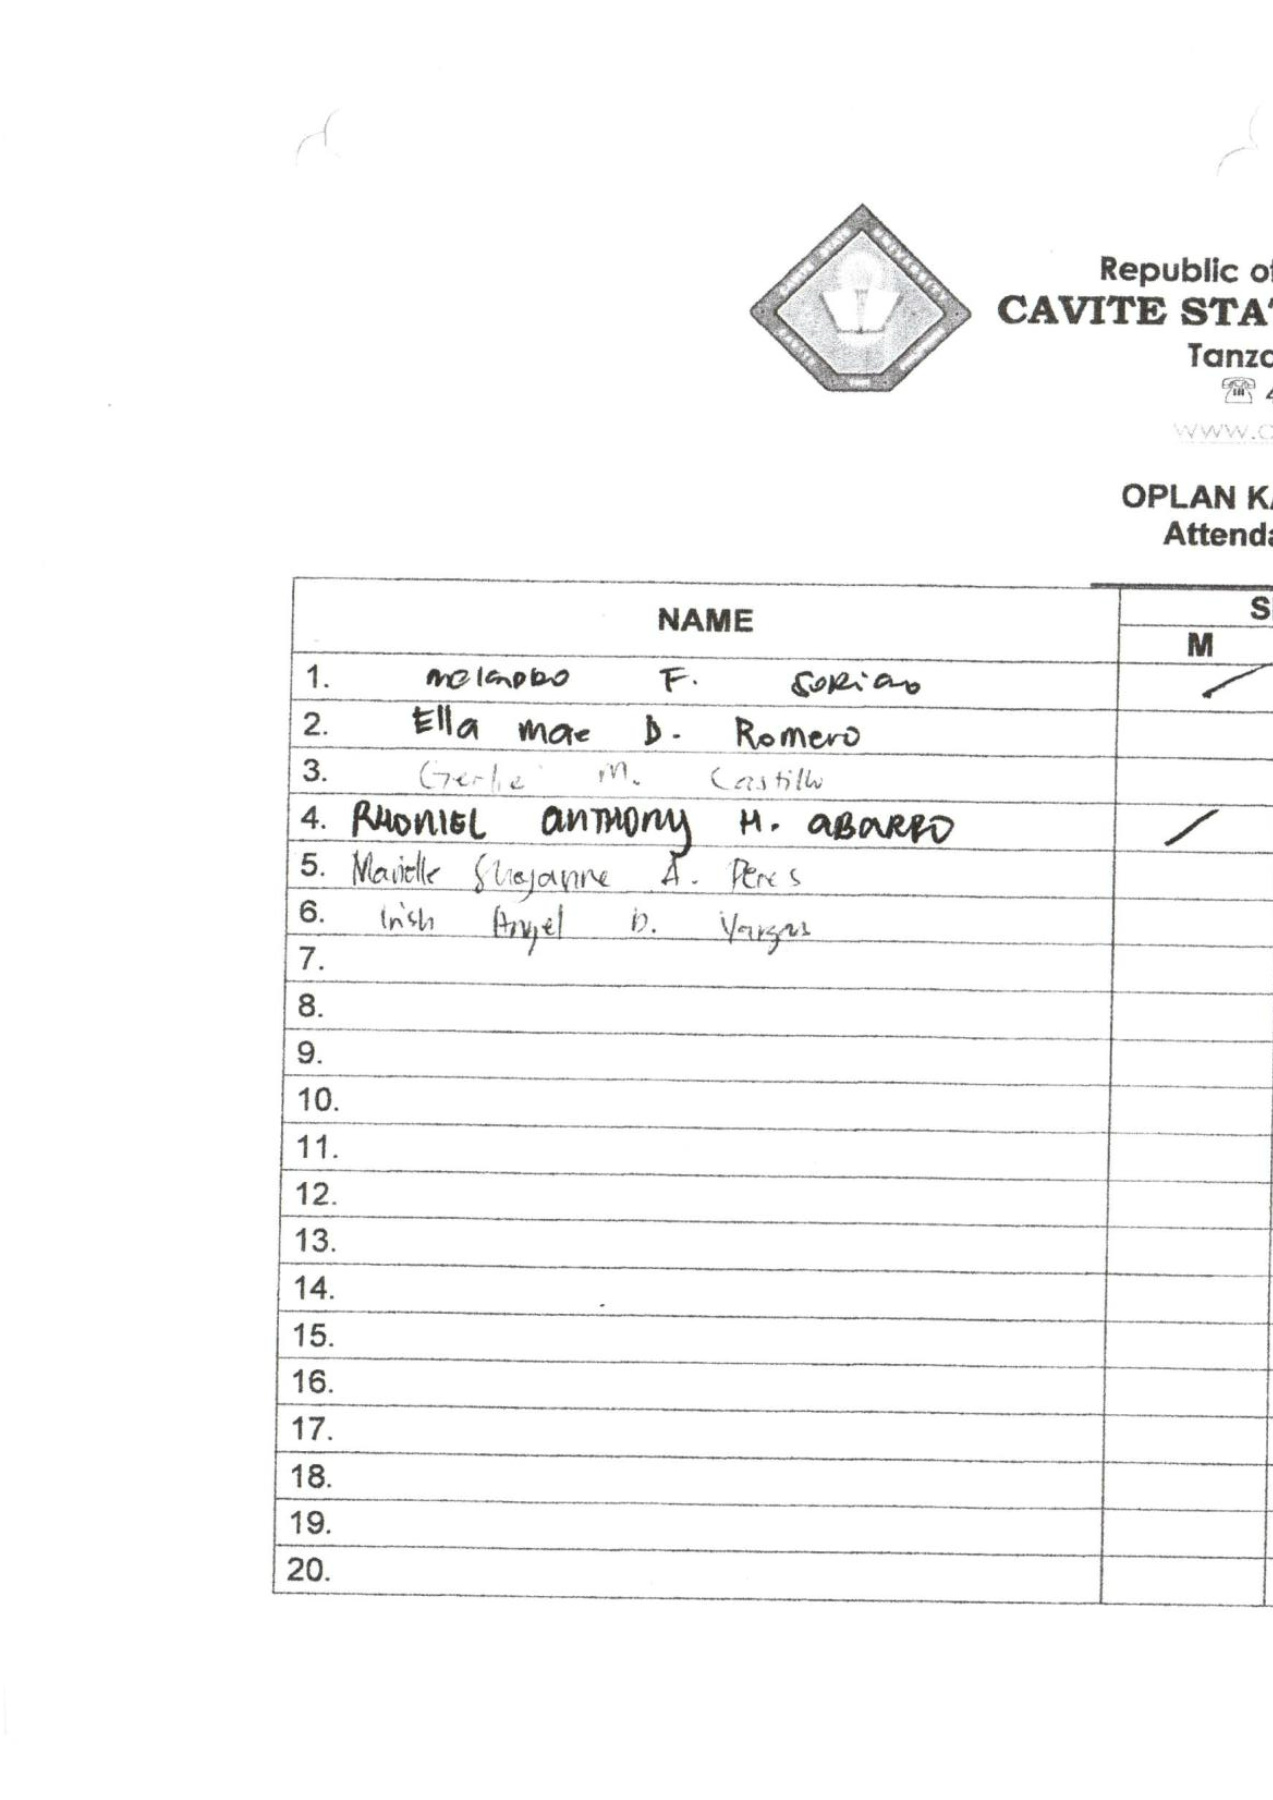 Republic of
CAVITE STA
Tanza
4
www.c
OPLAN KA
Attenda
NAME
S
M
1. F. SORiano
2. Ella mae D. Romero
3. Gerlie M. Castillo
4. RHONIEL ANTHONY M. ABARRO
5. Marielle A. Peres
6. Irish Angel D. Vargas
7.
8.
9.
10.
11.
12.
13.
14.
15.
16.
17.
18.
19.
20.